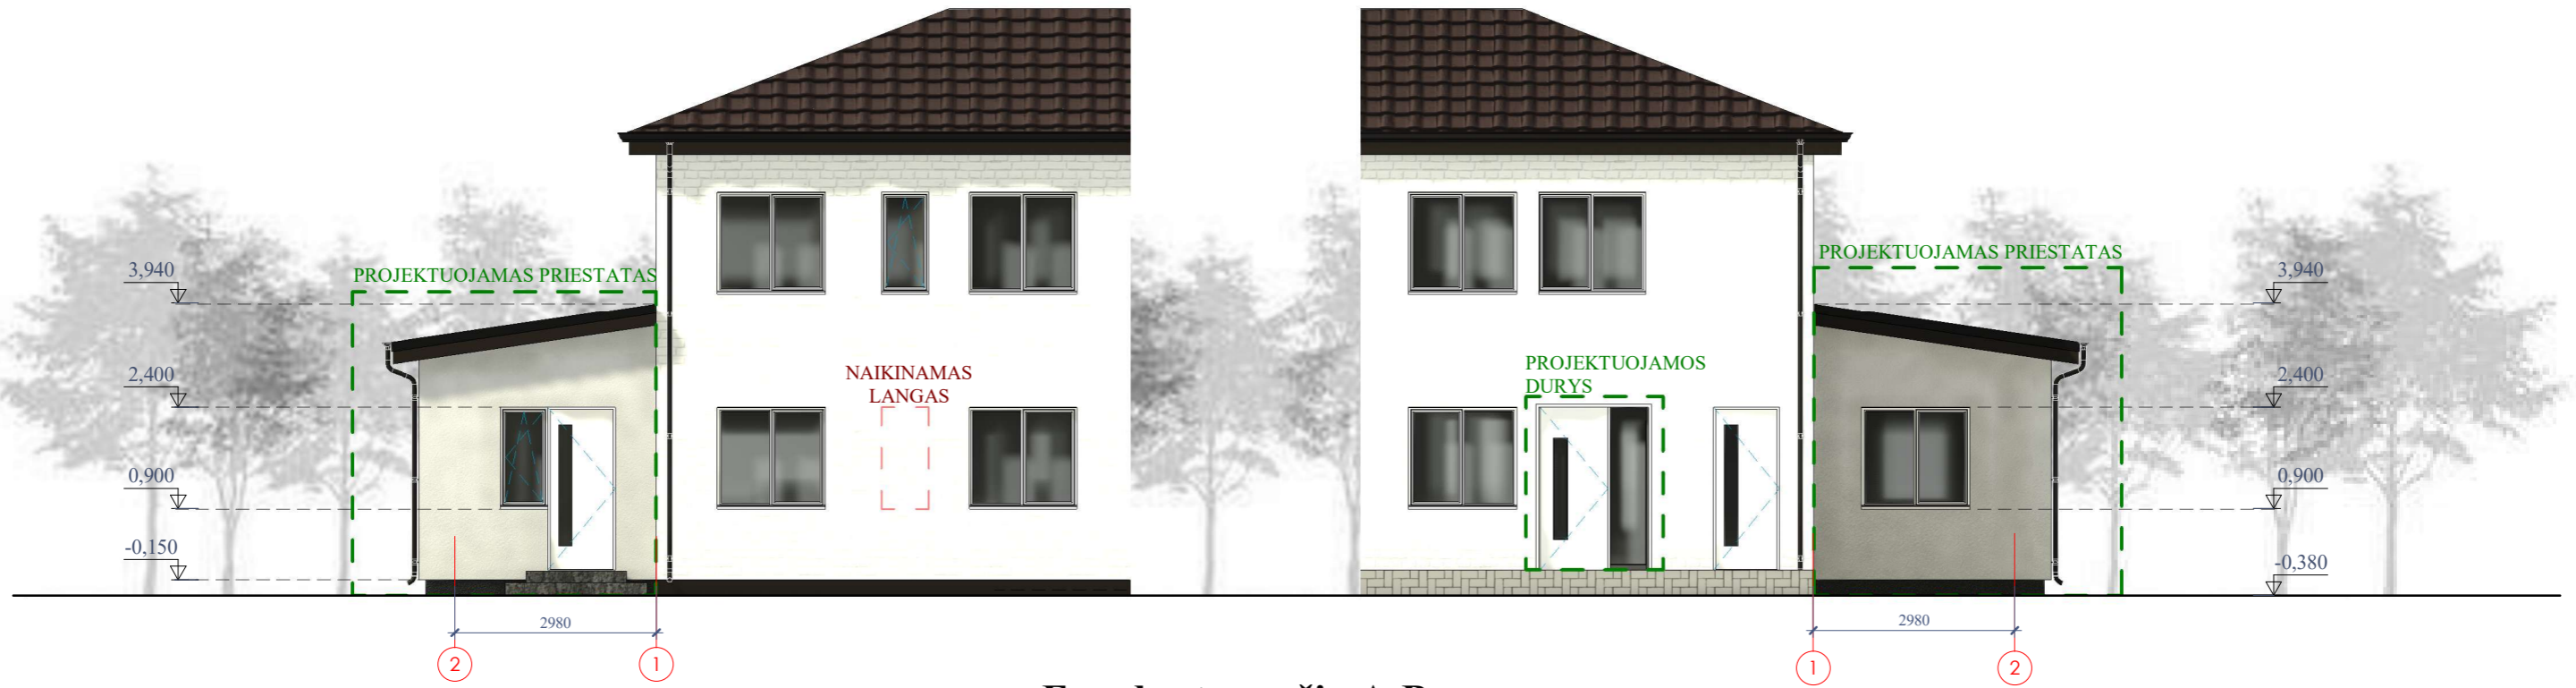 PROJEKTUOJAMAS PRIESTATAS
3,940
2,400
0,900
-0,150
NAIKINAMAS
LANGAS
2980
2
1
PROJEKTUOJAMAS PRIESTATAS
PROJEKTUOJAMOS
DURYS
3,940
2,400
0,900
-0,380
2980
1
2